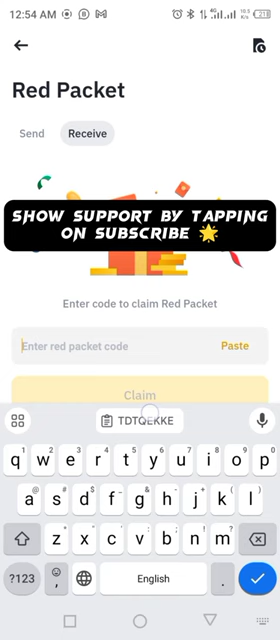 12:54 AM
Red Packet
Send Receive
SHOW SUPPORT BY TAPPING
ON SUBSCRIBE 🌟
Enter code to claim Red Packet
Enter red packet code Paste
Claim
TDTQEKKE
q w e r t y u i o p
a s d f g h j k l
z x c v b n m
?123 , English .